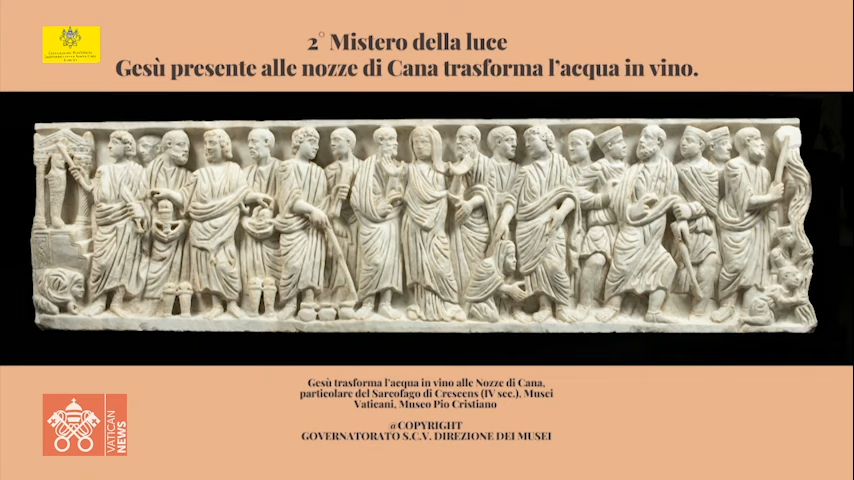 2° Mistero della luce
Gesù presente alle nozze di Cana trasforma l'acqua in vino.
Gesù trasforma l'acqua in vino alle Nozze di Cana,
particolare del Sarcofago di Crescens (IV sec.), Musei
Vaticani, Museo Pio Cristiano
@COPYRIGHT
GOVERNATORATO S.C.V. DIREZIONE DEI MUSEI
VATICAN
NEWS